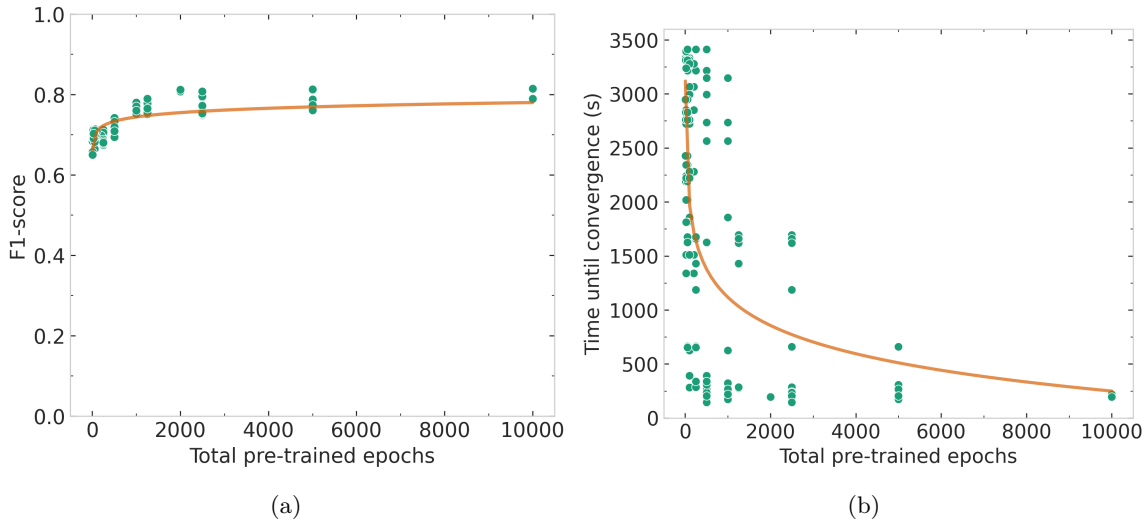 1.0
0.8
0.6
0.4
0.2
0.0
F1-score
0 2000 4000 6000 8000 10000
Total pre-trained epochs
(a)
3500
3000
2500
2000
1500
1000
500
0
Time until convergence (s)
0 2000 4000 6000 8000 10000
Total pre-trained epochs
(b)